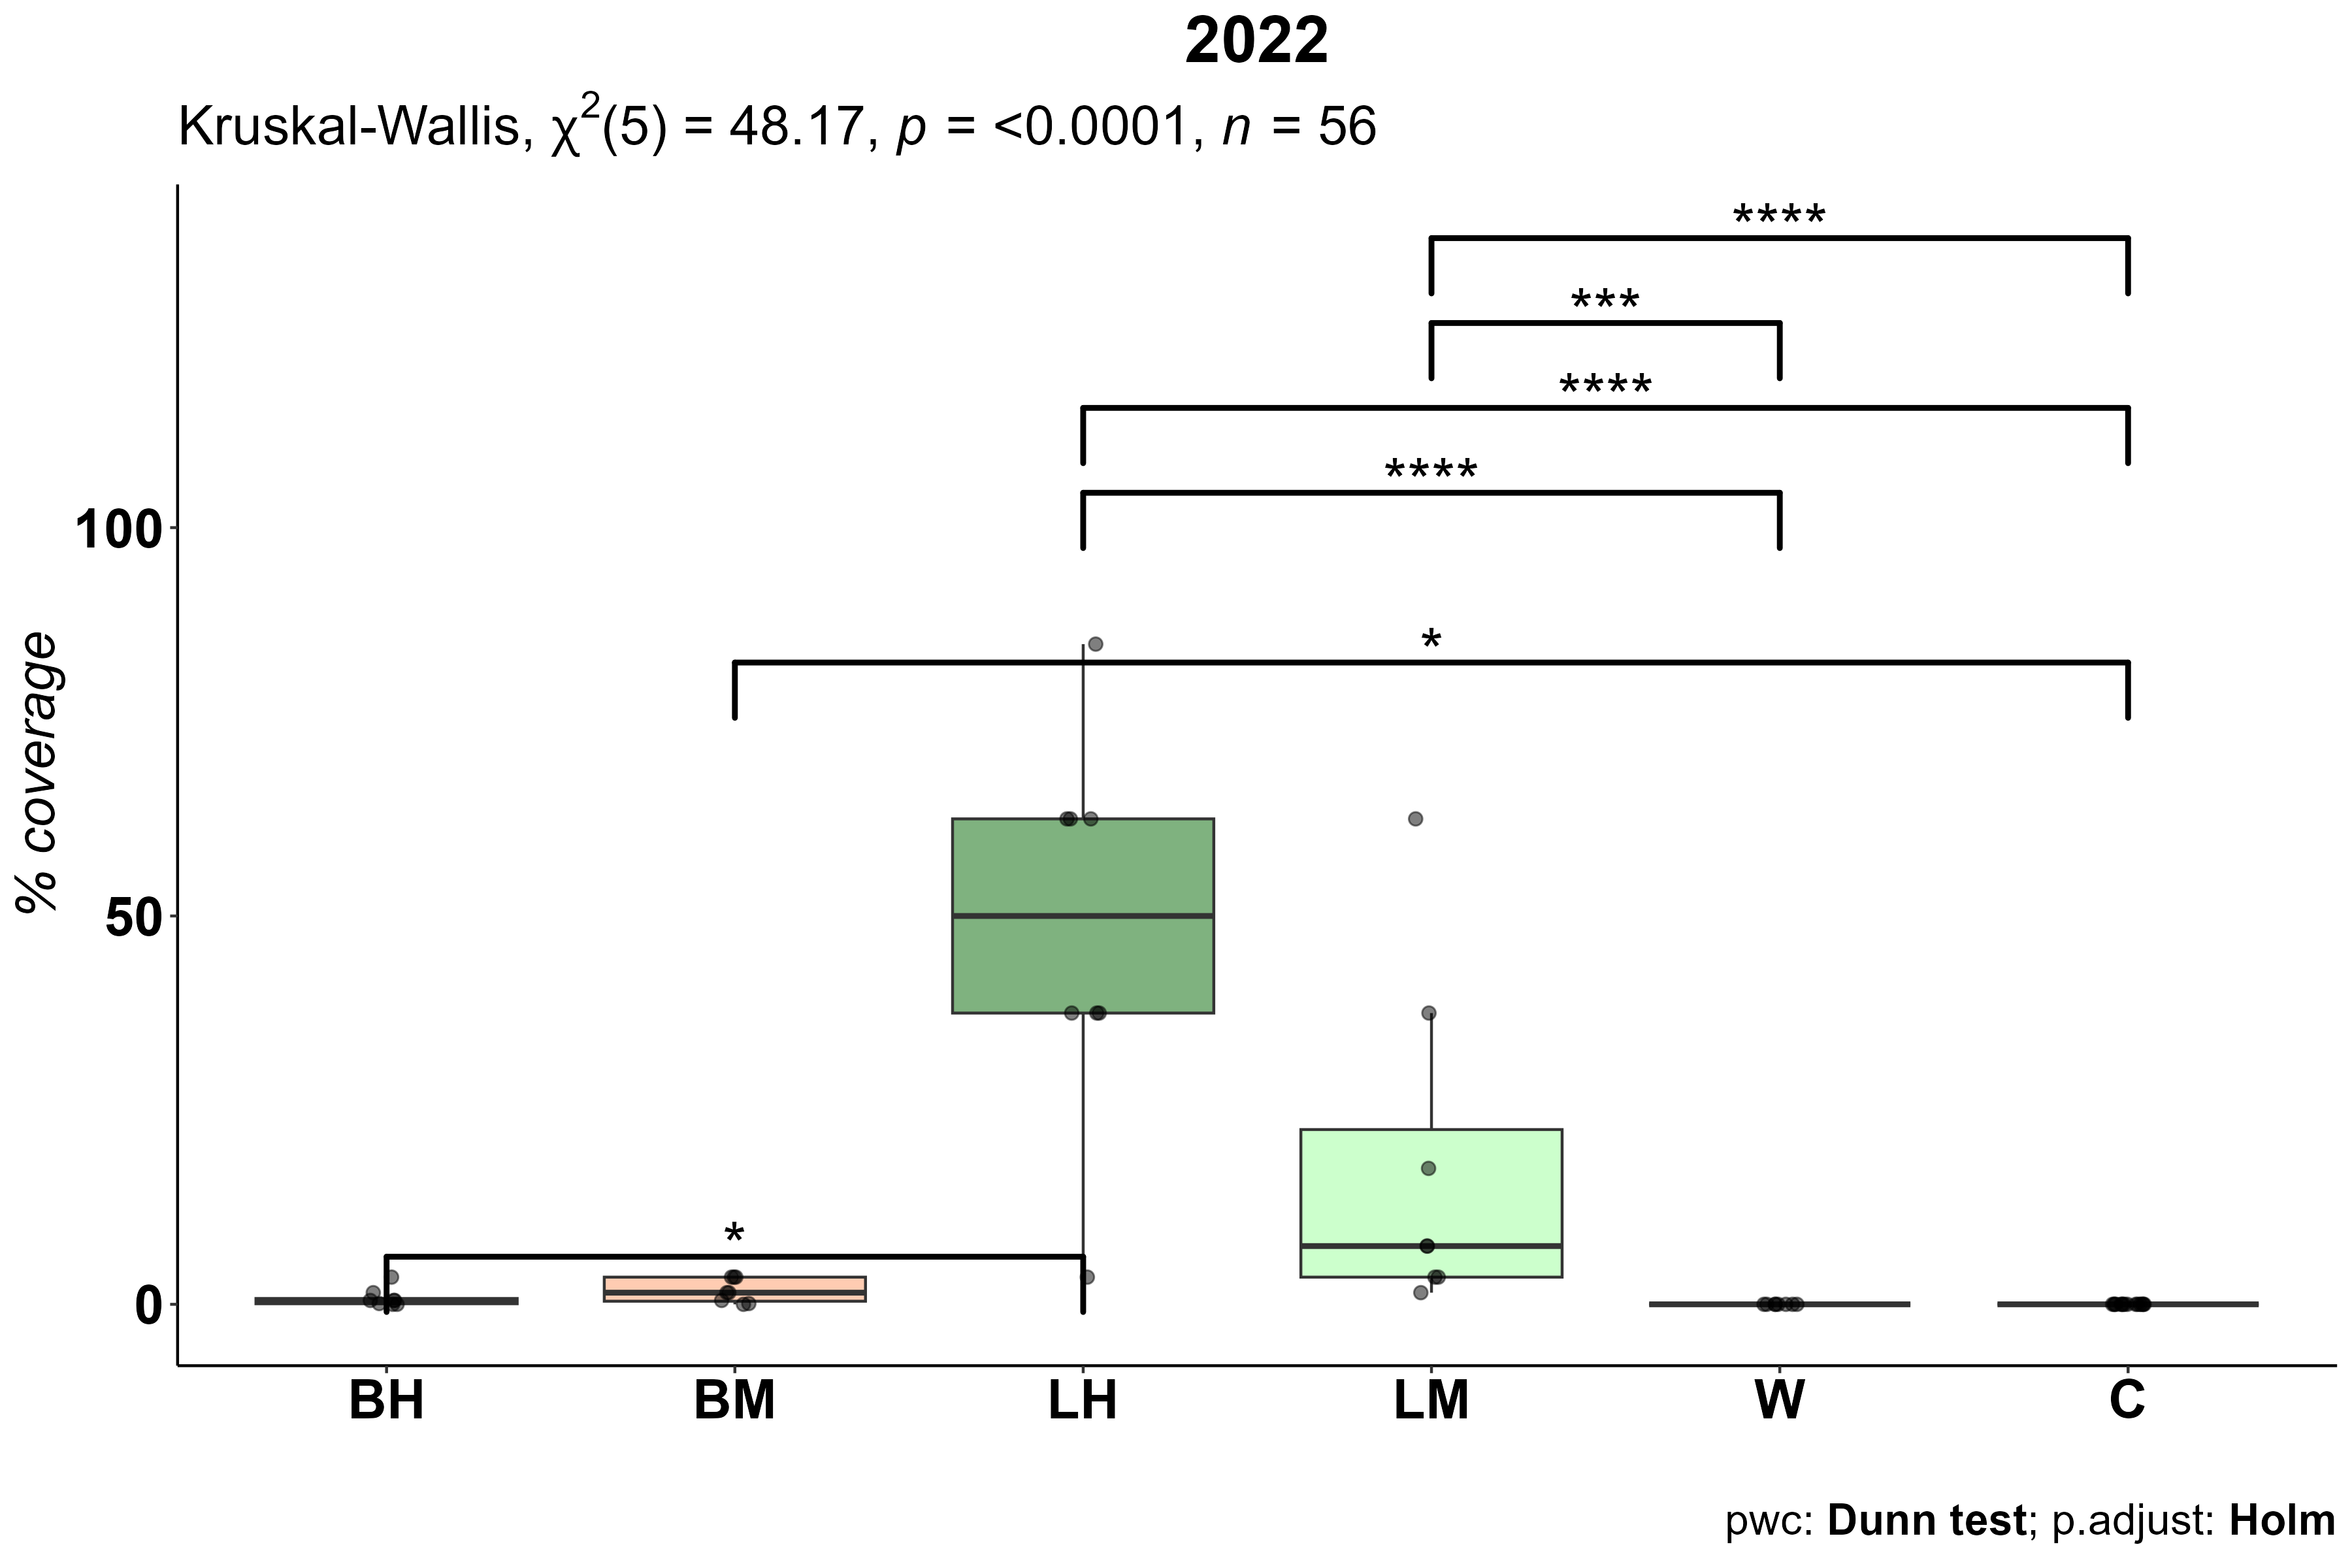 2022
Kruskal-Wallis, χ²(5) = 48.17, p = <0.0001, n = 56
****
***
****
****
100
*
% coverage
50
*
0
BH BM LH LM W C
pwc: Dunn test; p.adjust: Holm